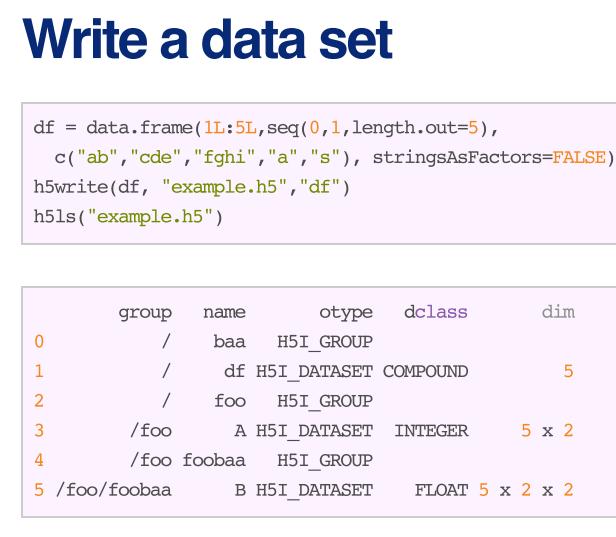 Write a data set
df = data.frame(1L:5L,seq(0,1,length.out=5),
  c("ab","cde","fghi","a","s"), stringsAsFactors=FALSE)
h5write(df, "example.h5","df")
h5ls("example.h5")
        group   name       otype   dclass       dim
0           /    baa   H5I_GROUP
1           /     df H5I_DATASET COMPOUND         5
2           /    foo   H5I_GROUP
3        /foo      A H5I_DATASET  INTEGER     5 x 2
4        /foo foobaa   H5I_GROUP
5 /foo/foobaa      B H5I_DATASET    FLOAT 5 x 2 x 2